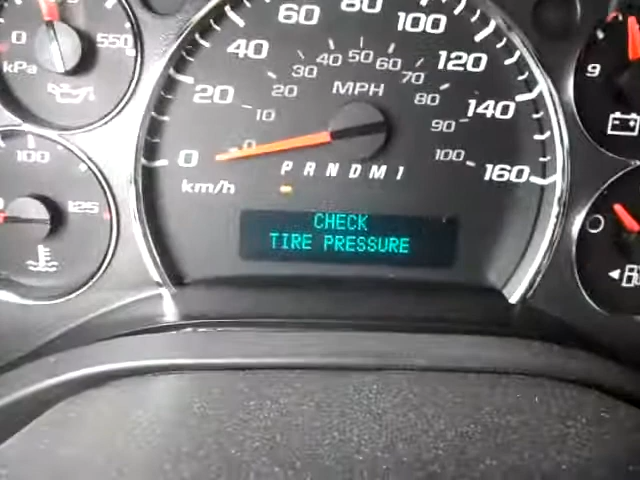 60 80 100
0 550 40 40 50 60 120
kPa 30 70 9
20 20 MPH 80 140
10 90
100 0 0 100 160
P R N D M 1
km/h
125
CHECK
TIRE PRESSURE